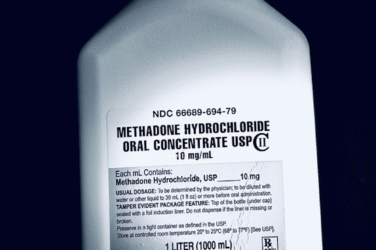 NDC 66689-694-79
METHADONE HYDROCHLORIDE
ORAL CONCENTRATE USP CII
10 mg/mL
Each mL Contains:
Methadone Hydrochloride, USP 10 mg
USUAL DOSAGE: To be determined by the physician; to be diluted with
water or other liquid to 30 mL (1 fl oz) or more before oral administration.
TAMPER EVIDENT PACKAGE FEATURE: Top of the bottle (under cap)
sealed with a foil induction liner. Do not dispense if the liner is missing or
broken.
Preserve in a tight container as defined in the USP.
Store at controlled room temperature 20° to 25°C (68° to 77°F) [See USP].
1 LITER (1000 mL)